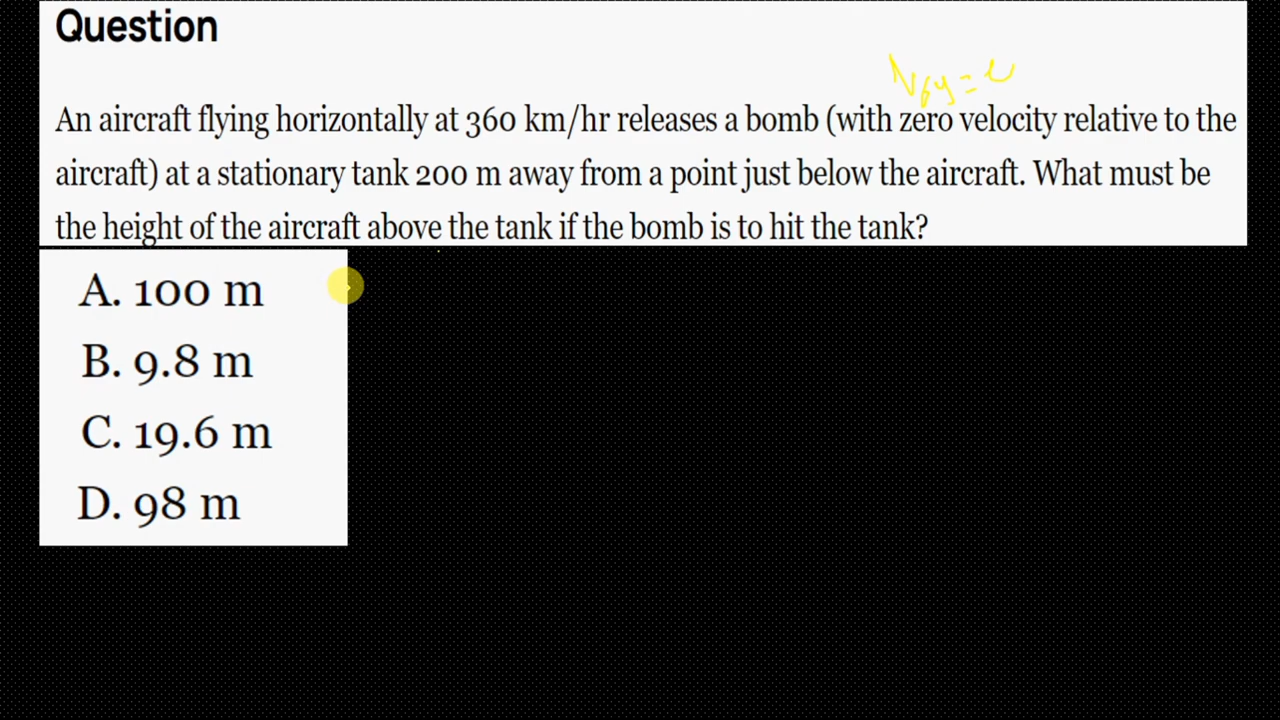 Question
An aircraft flying horizontally at 360 km/hr releases a bomb (with zero velocity relative to the
aircraft) at a stationary tank 200 m away from a point just below the aircraft. What must be
the height of the aircraft above the tank if the bomb is to hit the tank?
A. 100 m
B. 9.8 m
C. 19.6 m
D. 98 m